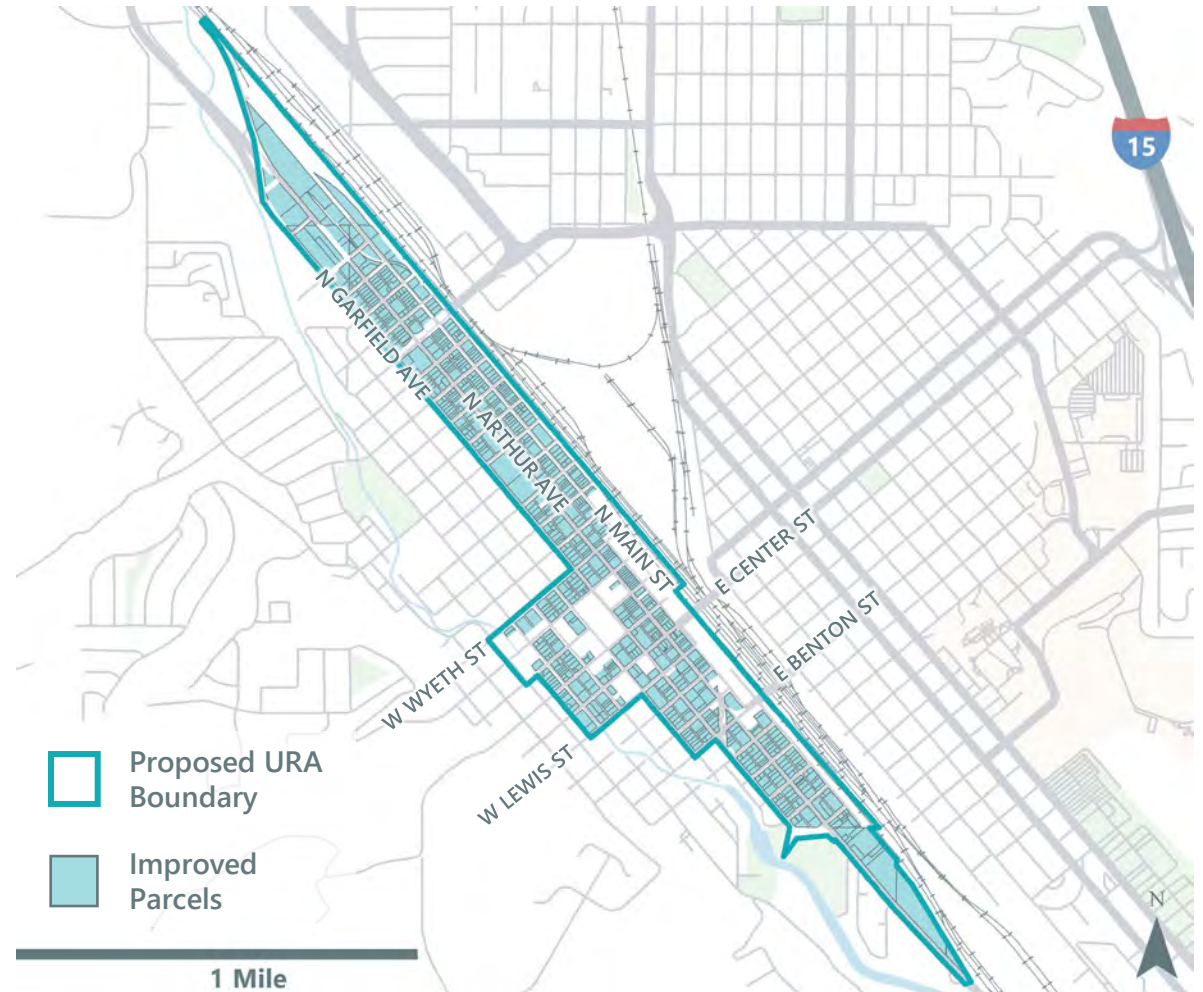 15
N GARFIELD AVE
N ARTHUR AVE
N MAIN ST
E CENTER ST
E BENTON ST
W WYETH ST
W LEWIS ST
Proposed URA
Boundary
Improved
Parcels
N
1 Mile